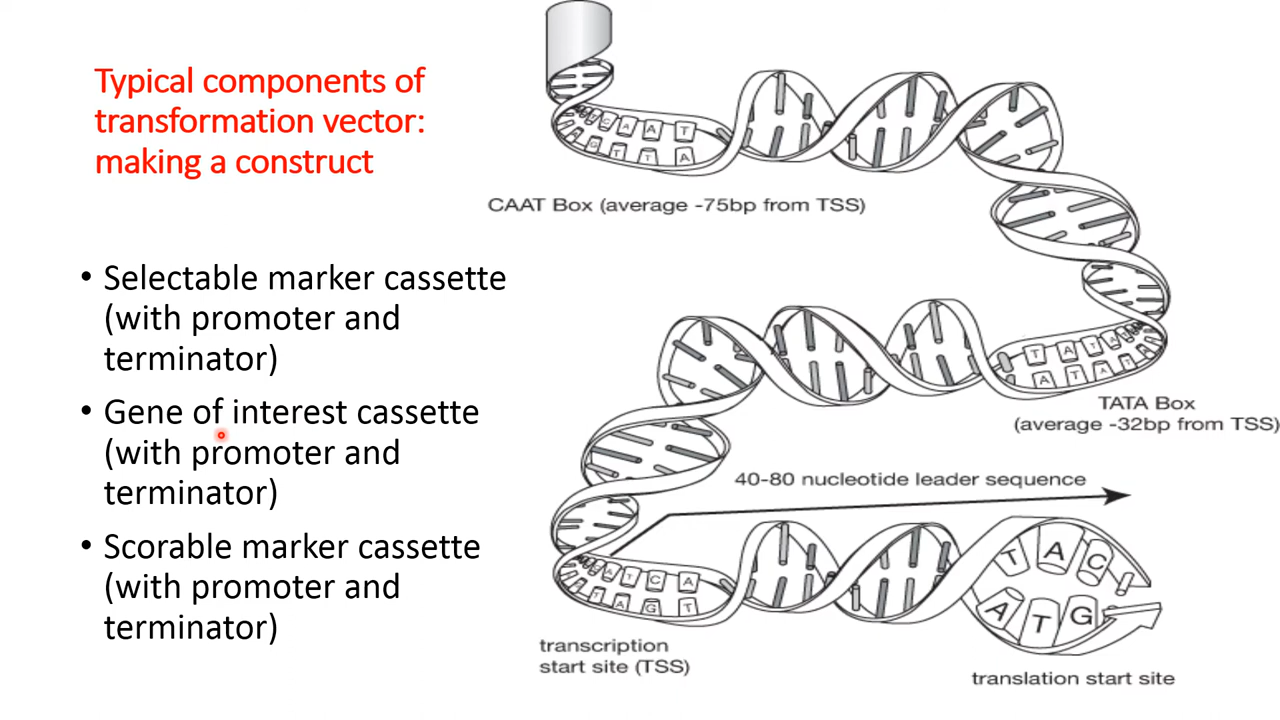 Typical components of
transformation vector:
making a construct
• Selectable marker cassette
(with promoter and
terminator)
• Gene of interest cassette
(with promoter and
terminator)
• Scorable marker cassette
(with promoter and
terminator)
C A A T
G T T A
CAAT Box (average -75bp from TSS)
T A T A T
A T A T
TATA Box
(average -32bp from TSS)
40-80 nucleotide leader sequence
A T C A
T A G T
T A C
A T G
transcription
start site (TSS)
translation start site